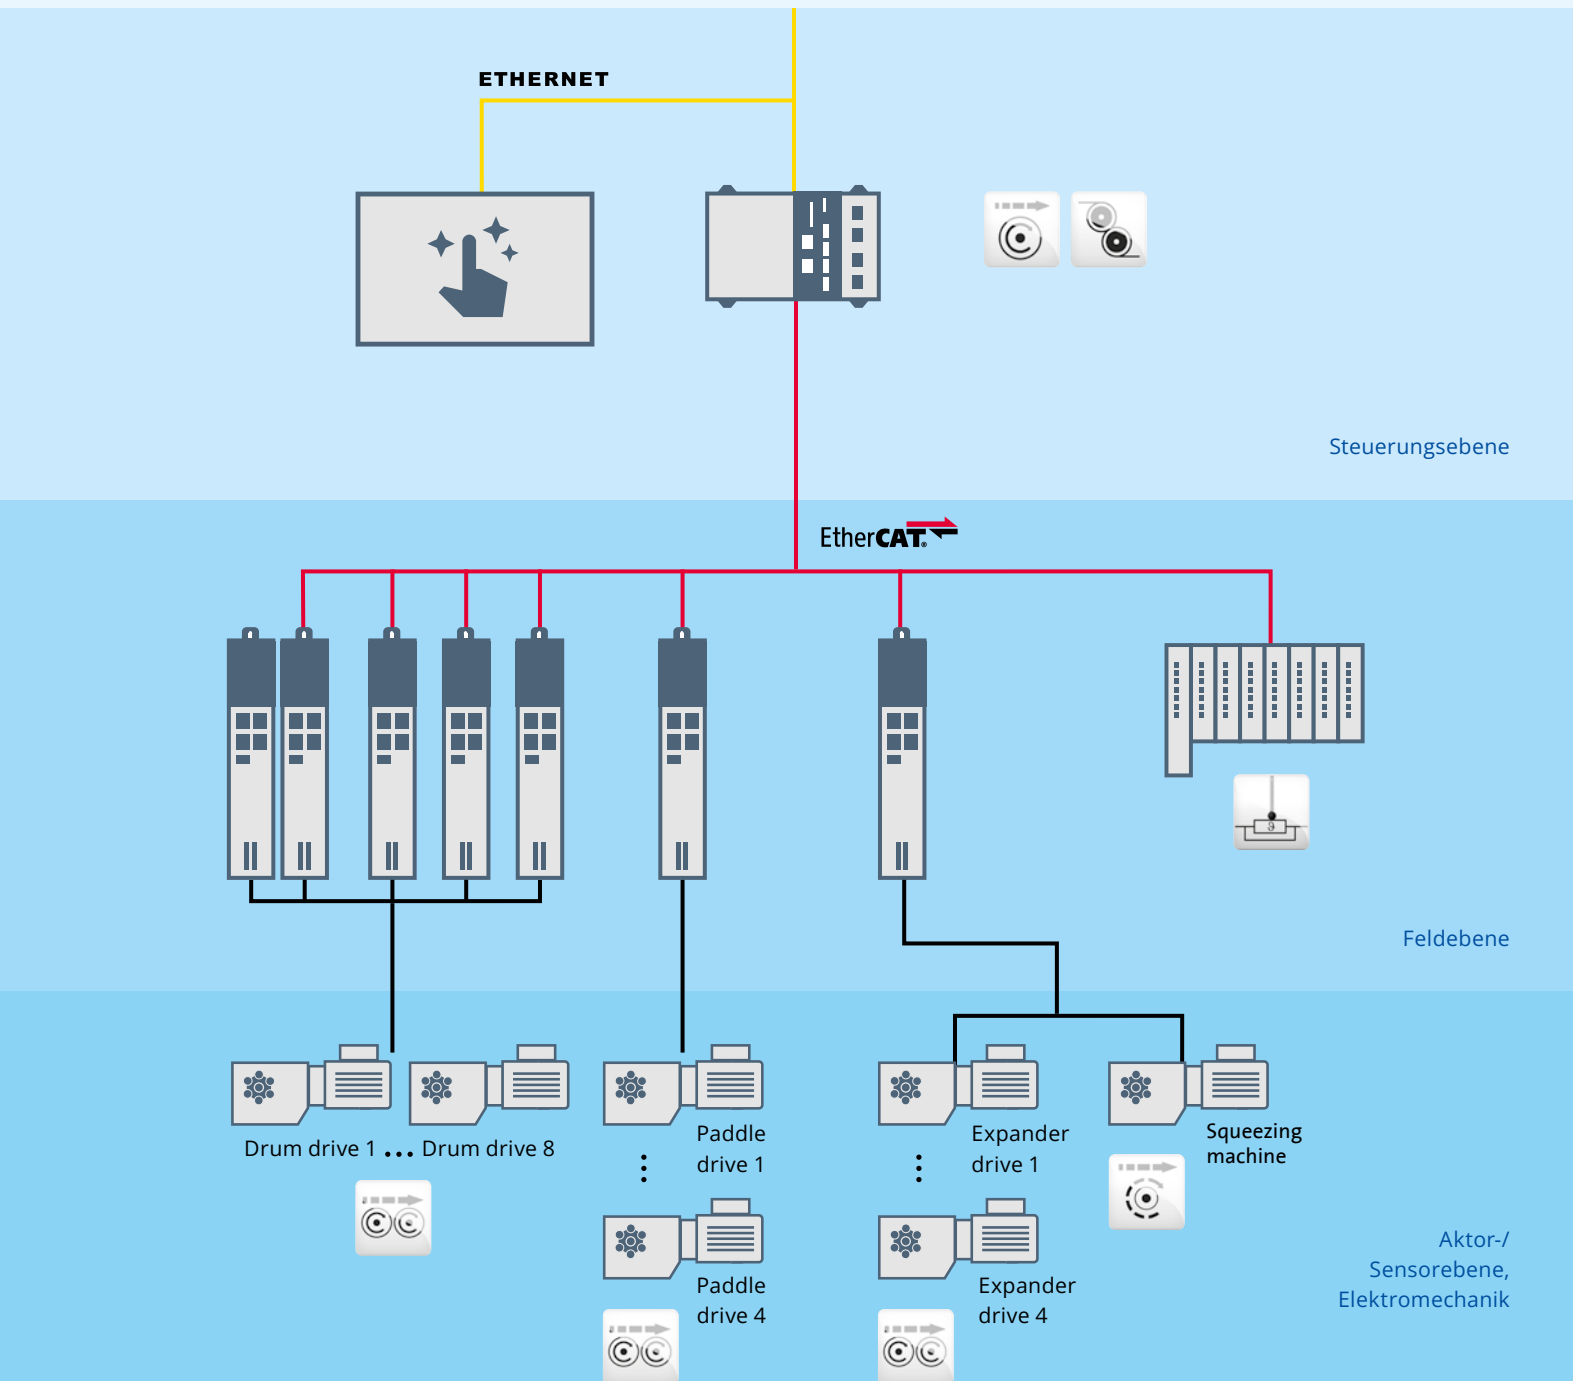 ETHERNET
Steuerungsebene
EtherCAT®
Feldebene
Drum drive 1 ... Drum drive 8
Paddle
drive 1
Paddle
drive 4
Expander
drive 1
Expander
drive 4
Squeezing
machine
Aktor-/
Sensorebene,
Elektromechanik